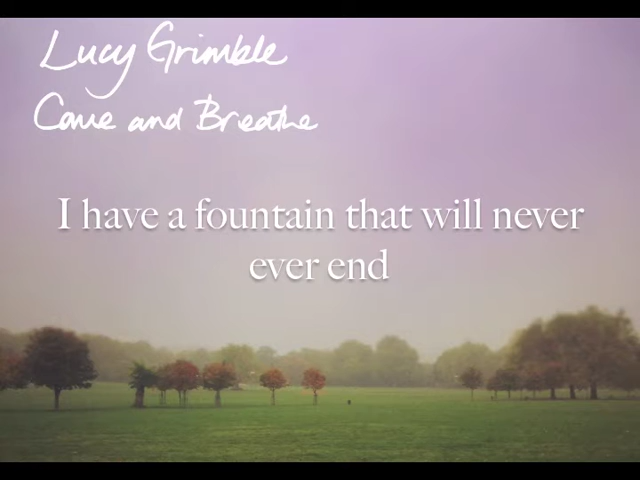 Lucy Grimble
Come and Breathe
I have a fountain that will never
ever end